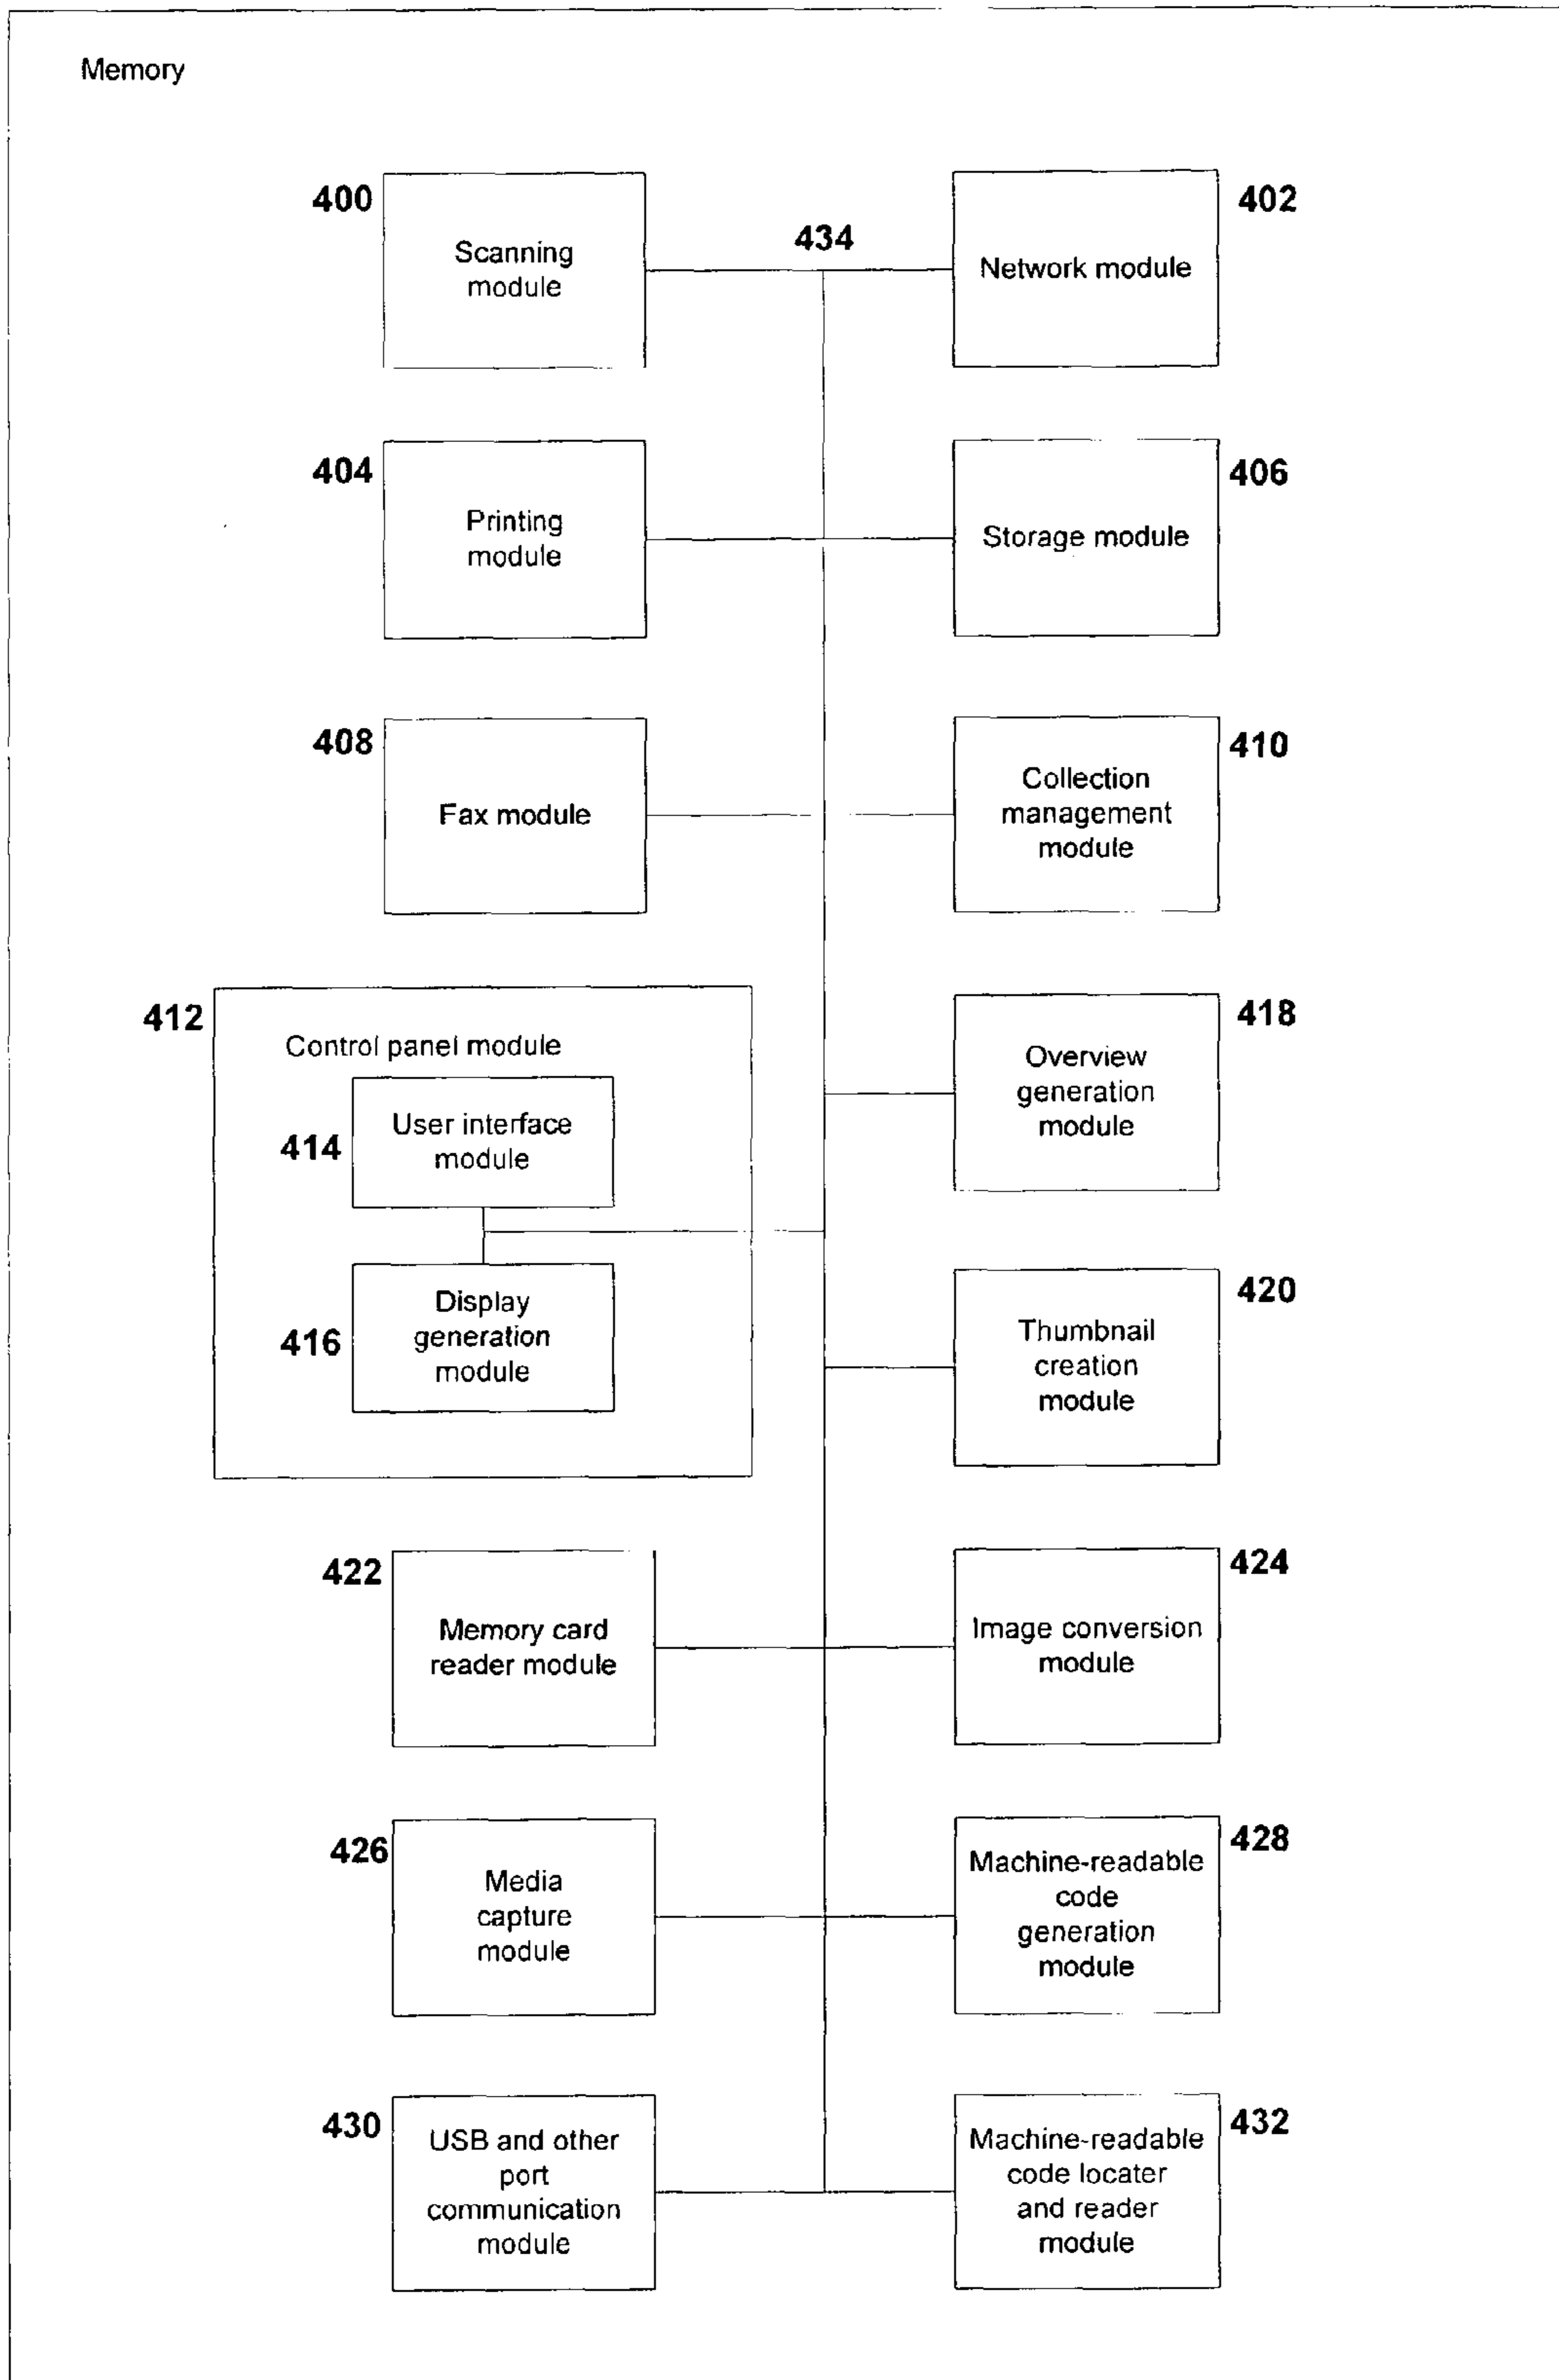 Memory
400
Scanning
module
434
402
Network module
404
Printing
module
406
Storage module
408
Fax module
410
Collection
management
module
412
Control panel module
414
User interface
module
416
Display
generation
module
418
Overview
generation
module
420
Thumbnail
creation
module
422
Memory card
reader module
424
Image conversion
module
426
Media
capture
module
428
Machine-readable
code
generation
module
430
USB and other
port
communication
module
432
Machine-readable
code locater
and reader
module